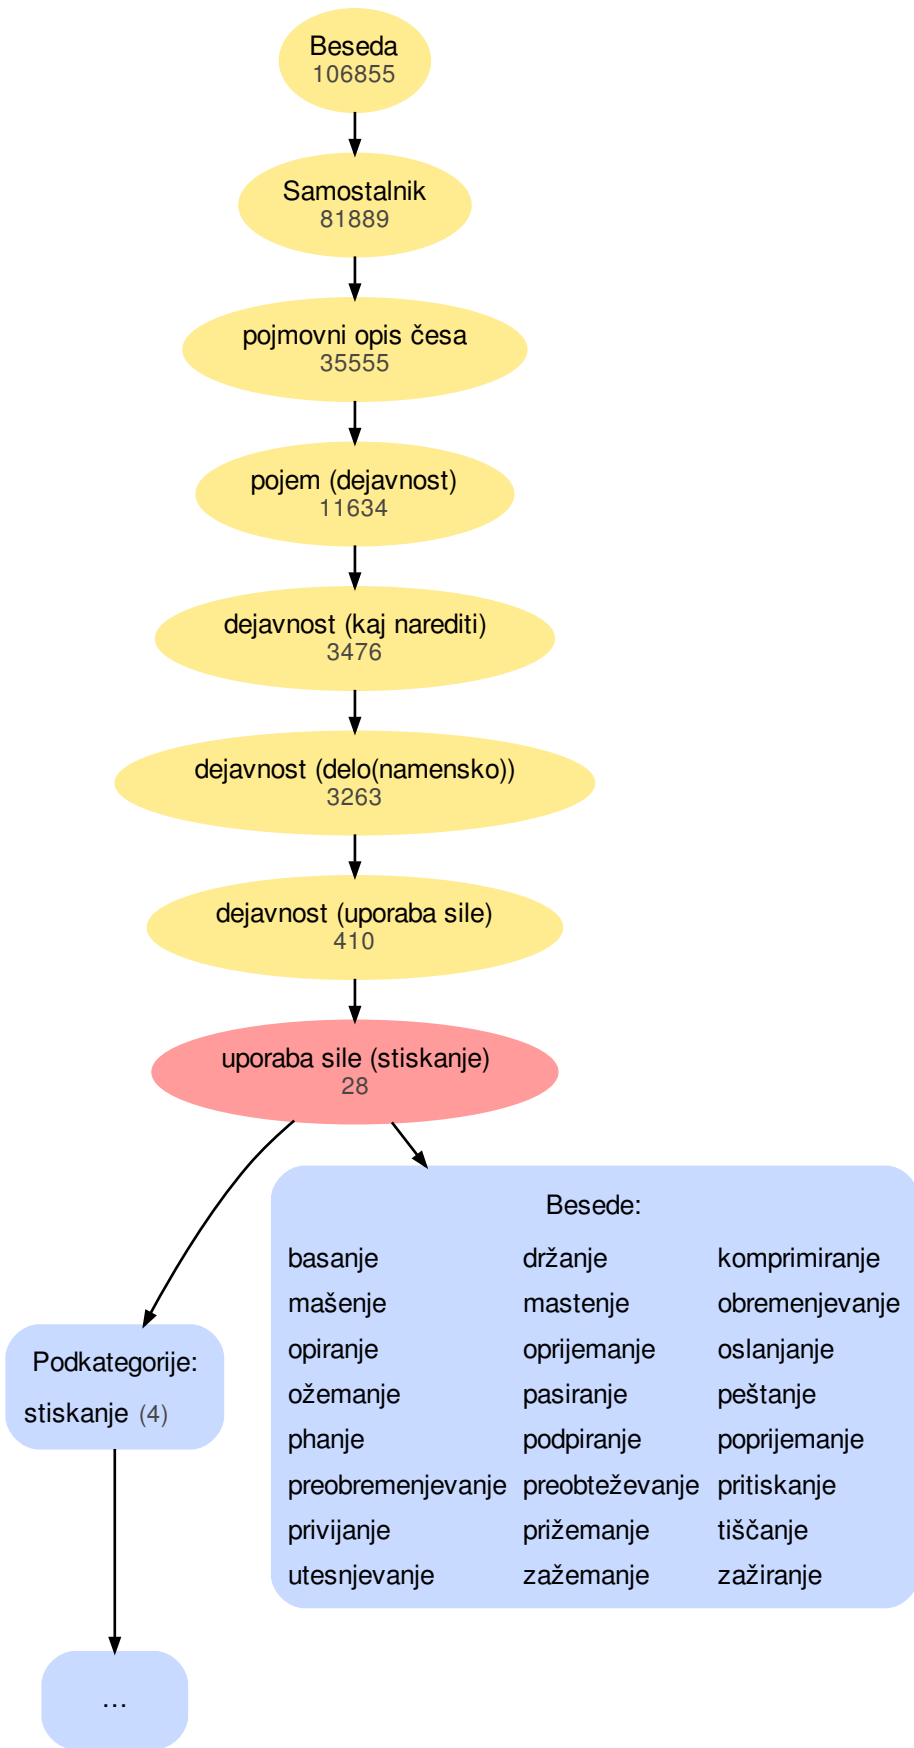 Beseda
106855
Samostalnik
81889
pojmovni opis česa
35555
pojem (dejavnost)
11634
dejavnost (kaj narediti)
3476
dejavnost (delo(namensko))
3263
dejavnost (uporaba sile)
410
uporaba sile (stiskanje)
28
Besede:
basanje držanje komprimiranje
mašenje mastenje obremenjevanje
opiranje oprijemanje oslanjanje
ožemanje pasiranje peštanje
phanje podpiranje poprijemanje
preobremenjevanje preobteževanje pritiskanje
privijanje prižemanje tiščanje
utesnjevanje zažemanje zažiranje
Podkategorije:
stiskanje (4)
...